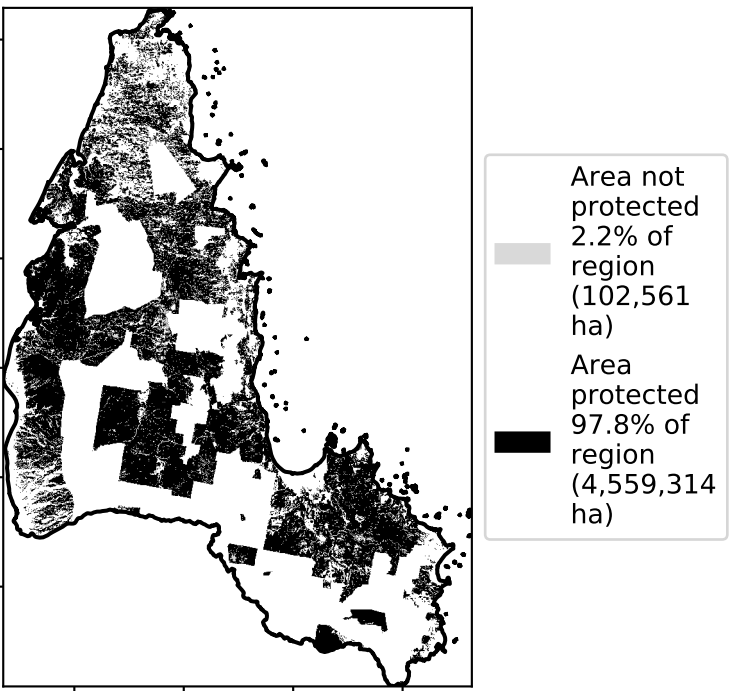 Area not
protected
2.2% of
region
(102,561
ha)
Area
protected
97.8% of
region
(4,559,314
ha)